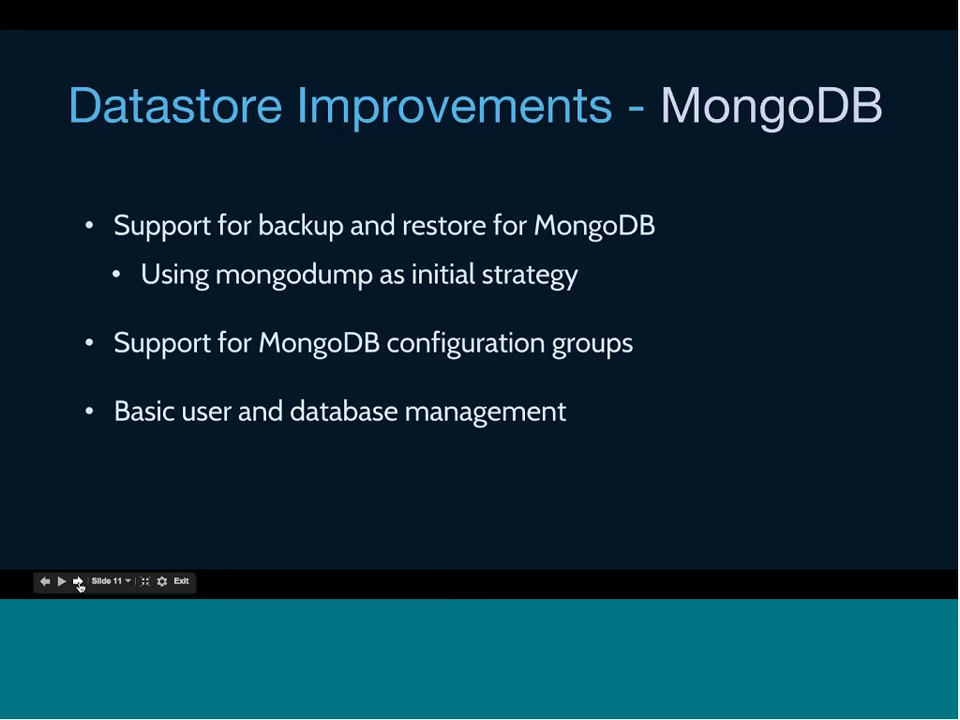 Datastore Improvements - MongoDB
• Support for backup and restore for MongoDB
• Using mongodump as initial strategy
• Support for MongoDB configuration groups
• Basic user and database management
Slide 11 Exit